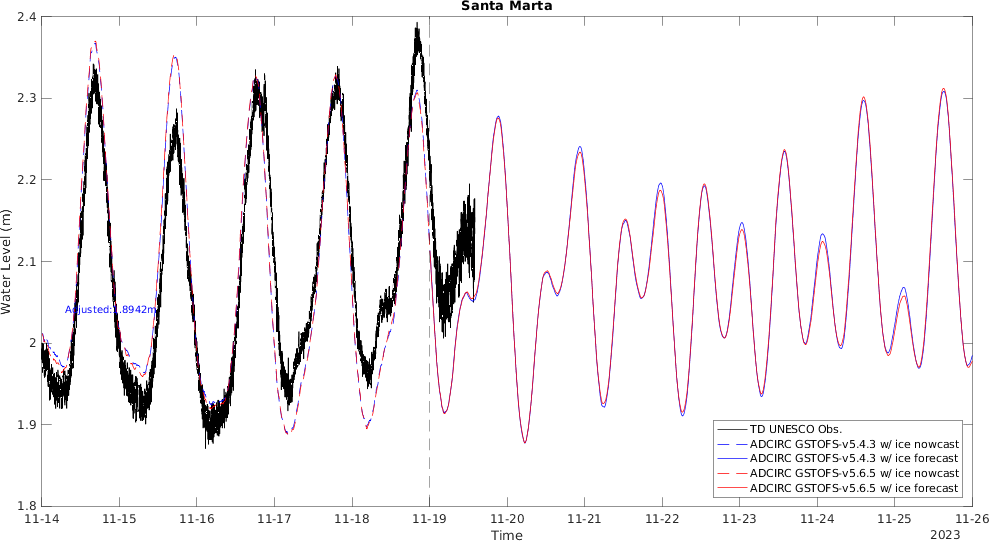 Santa Marta
2.4
2.3
2.2
2.1
2
1.9
1.8
Water Level (m)
Adjusted:1.8942m
TD UNESCO Obs.
ADCIRC GSTOFS-v5.4.3 w/ ice nowcast
ADCIRC GSTOFS-v5.4.3 w/ ice forecast
ADCIRC GSTOFS-v5.6.5 w/ ice nowcast
ADCIRC GSTOFS-v5.6.5 w/ ice forecast
11-14 11-15 11-16 11-17 11-18 11-19 11-20 11-21 11-22 11-23 11-24 11-25 11-26
Time
2023